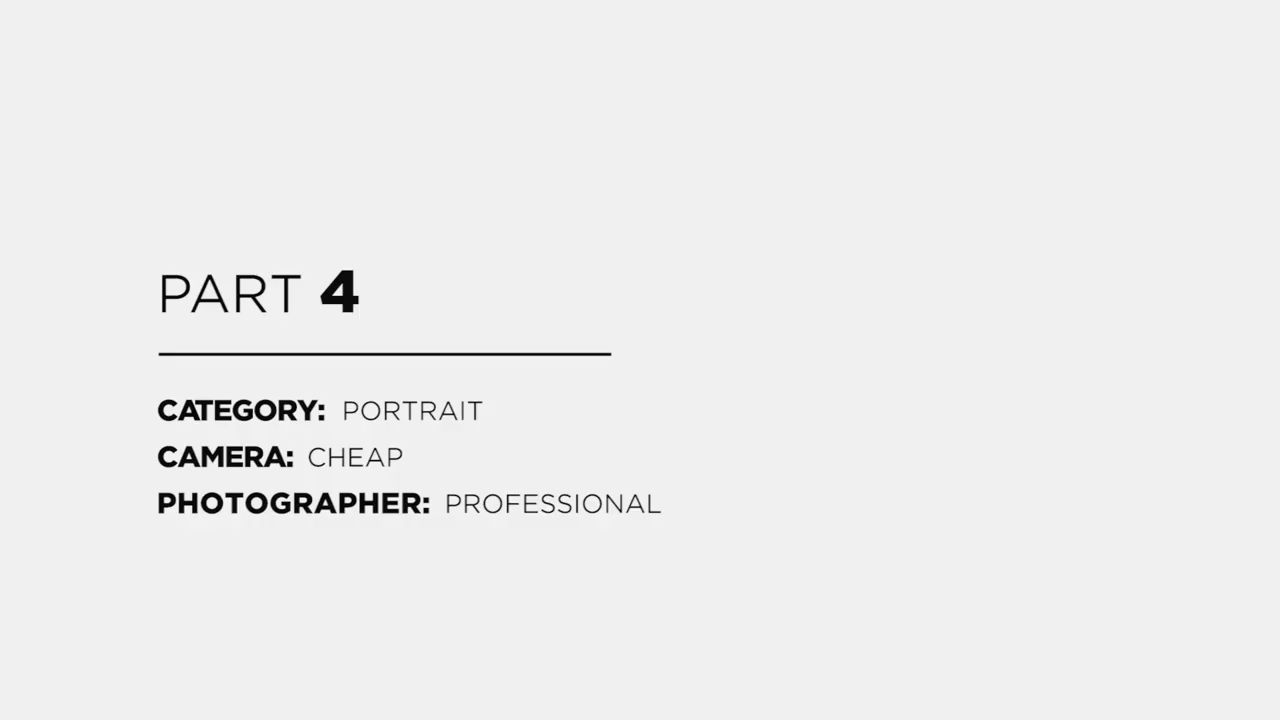 PART 4
CATEGORY: PORTRAIT
CAMERA: CHEAP
PHOTOGRAPHER: PROFESSIONAL